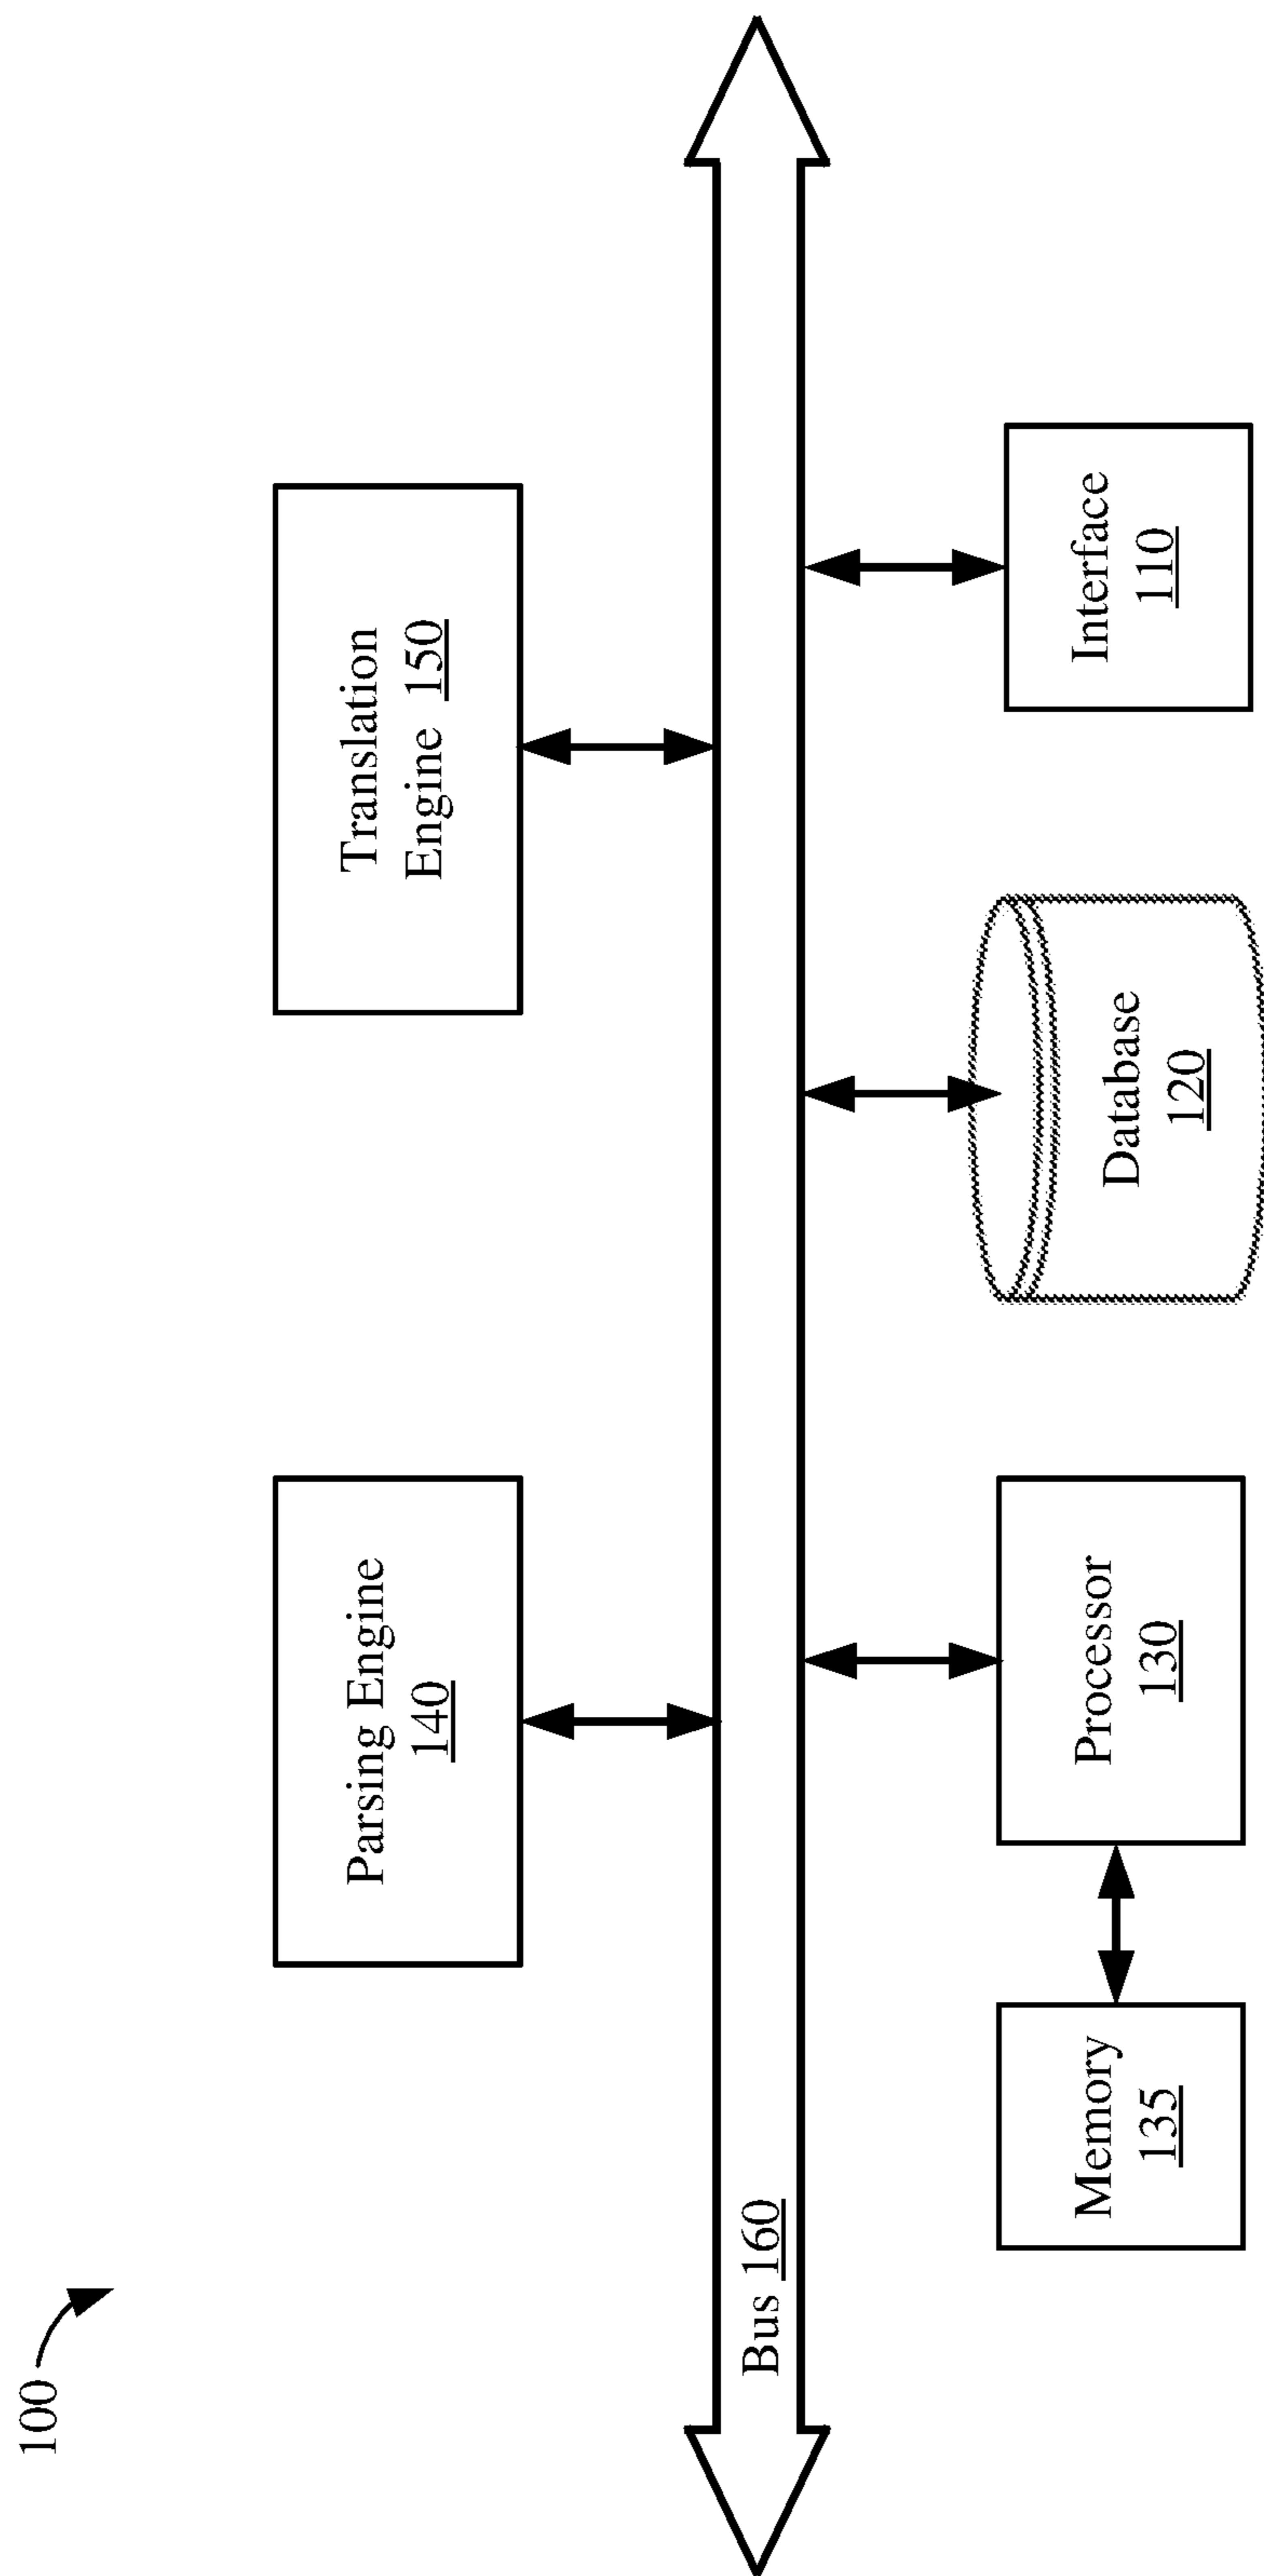 100
Parsing Engine
140
Translation
Engine 150
Bus 160
Memory
135
Processor
130
Database
120
Interface
110